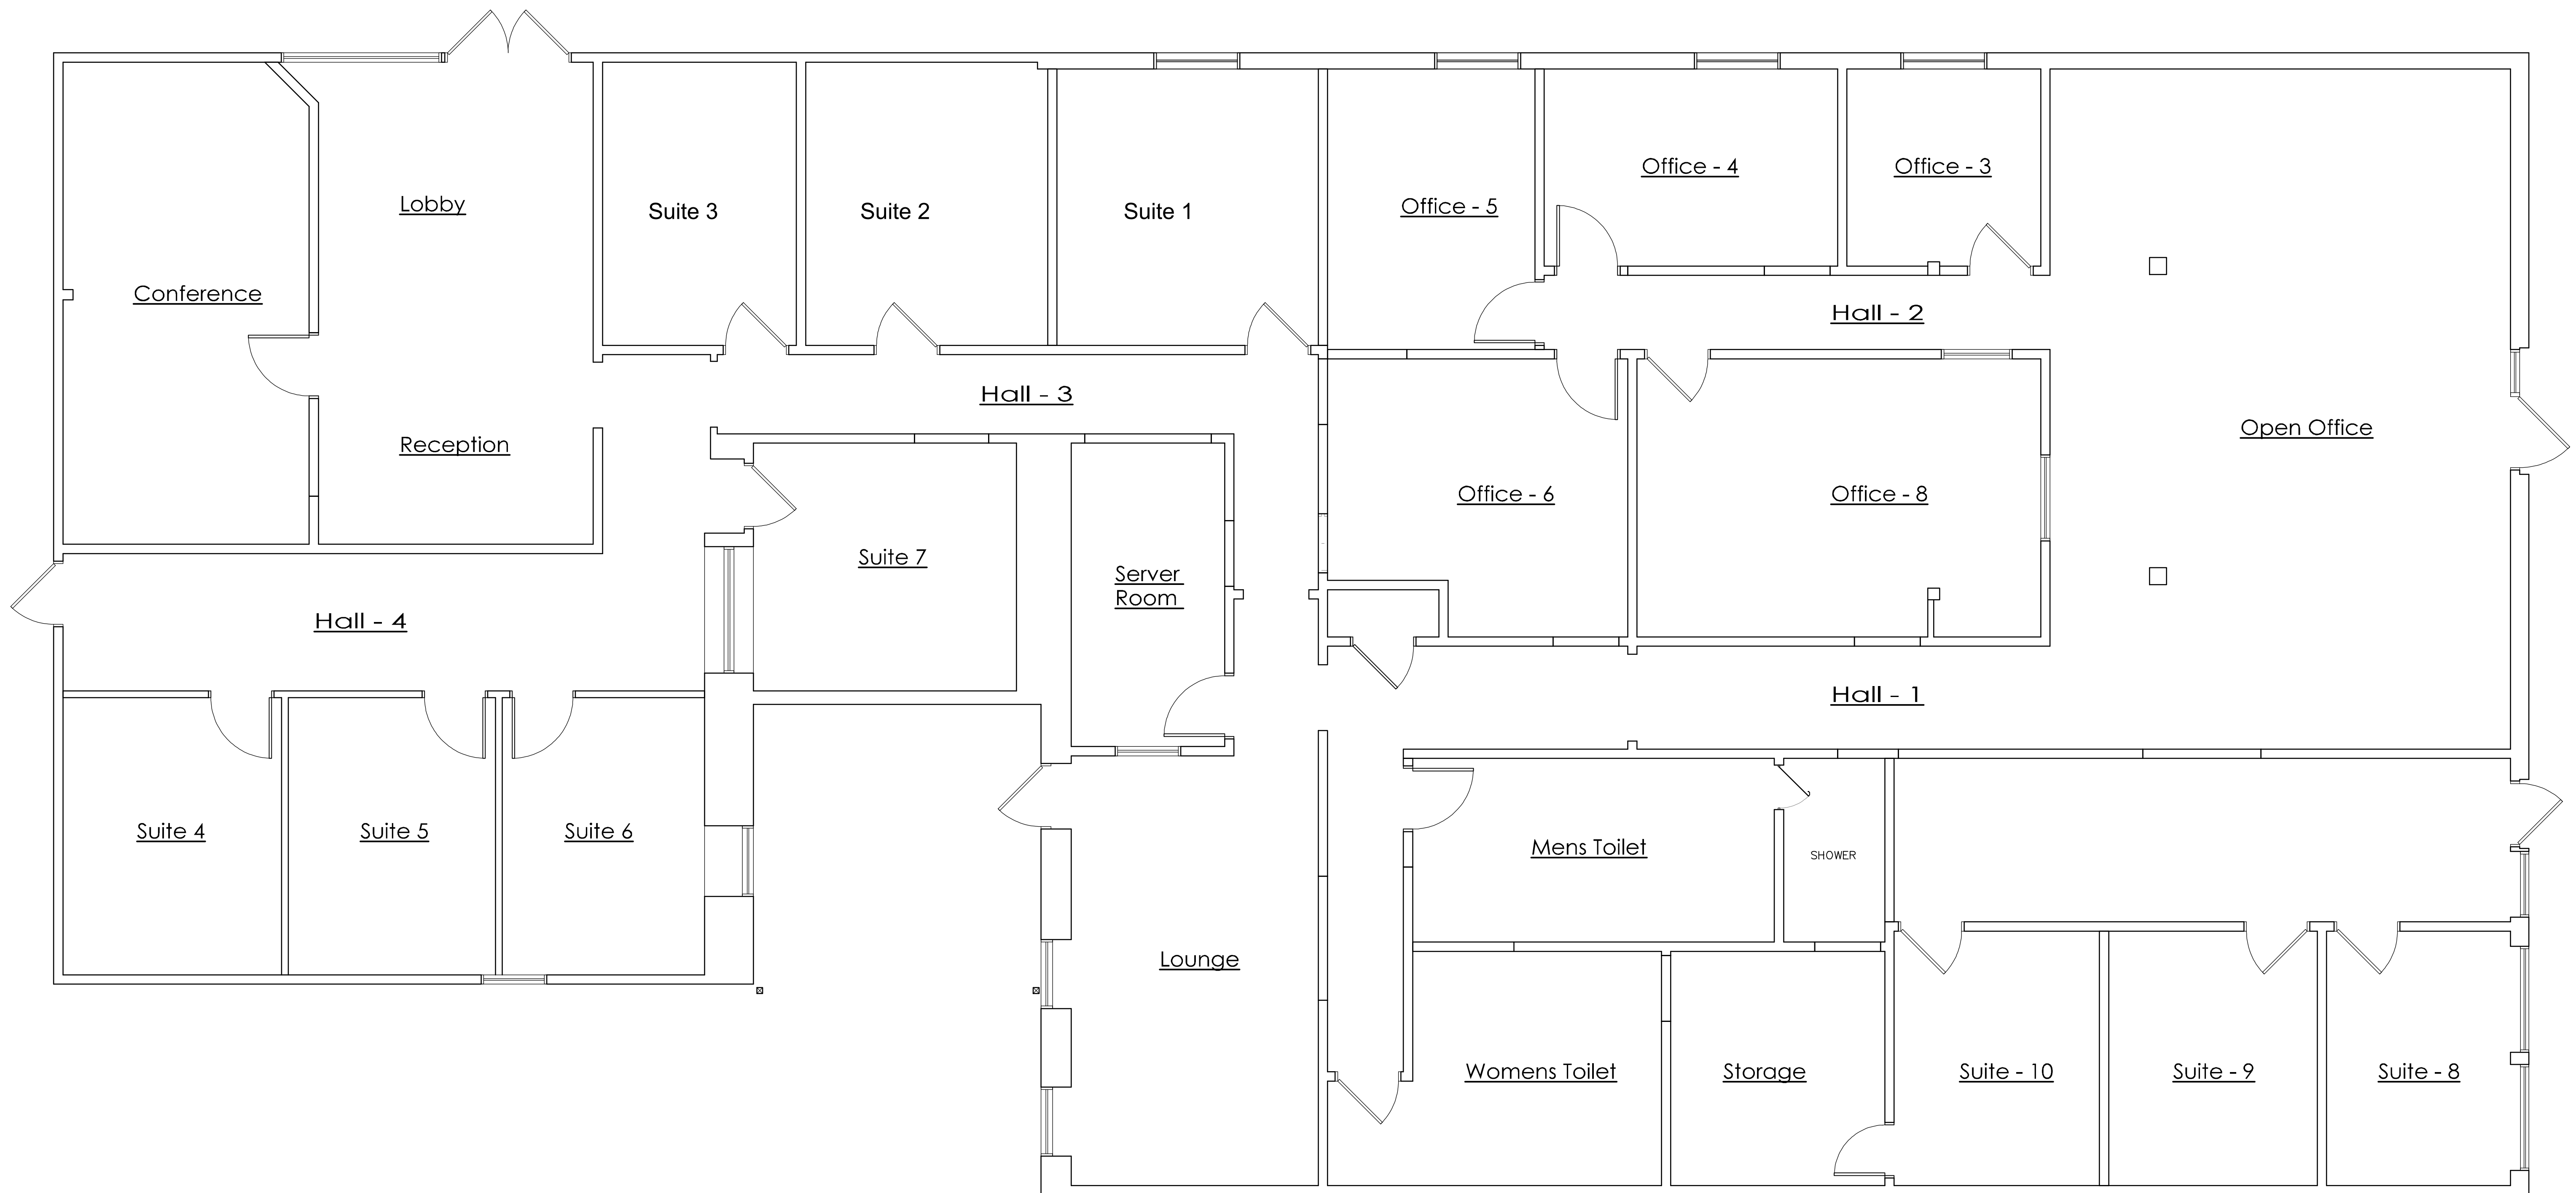 Office - 4
Office - 3
Lobby
Suite 3
Suite 2
Suite 1
Office - 5
Conference
Hall - 2
Hall - 3
Reception
Open Office
Office - 6
Office - 8
Suite 7
Server
Room
Hall - 4
Hall - 1
Suite 4
Suite 5
Suite 6
Mens Toilet
SHOWER
Lounge
Womens Toilet
Storage
Suite - 10
Suite - 9
Suite - 8